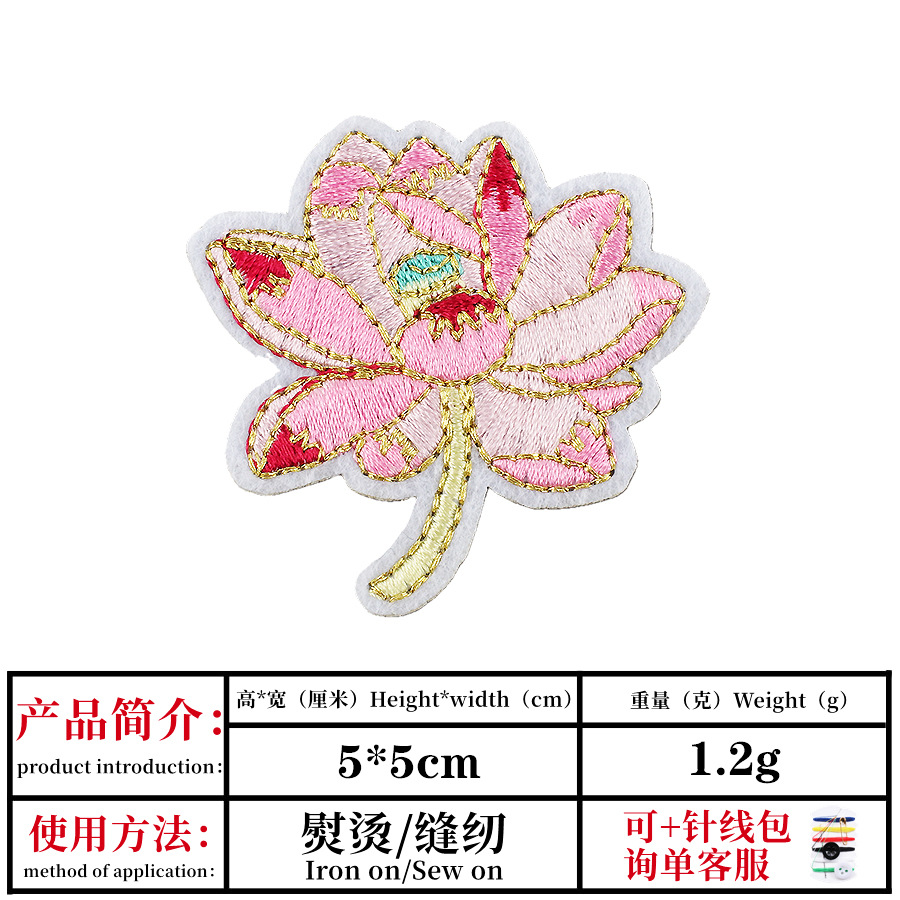 产品简介：
product introduction：
高*宽（厘米）Height*width（cm）
重量（克）Weight（g）
5*5cm
1.2g
使用方法：
method of application：
熨烫/缝纫
Iron on/Sew on
可+针线包
询单客服